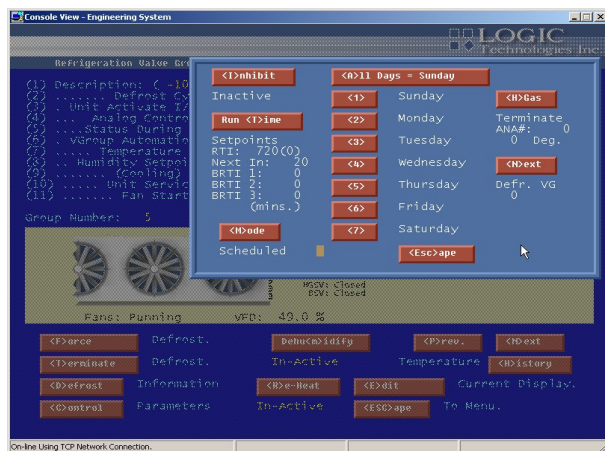 Console View - Engineering System
LOGIC
Technologies Inc.
Refrigeration Valve Gro
(1) Description: ( -10
(2) ....... Defrost Cy
(3) . Unit Activate I/
(4) ... Analog Contro
(5) ....Status During
(6) . VGroup Automatic
(7) .... Temperature
(8) . Humidity Setpoi
(9) ....... (Cooling)
(10) ..... Unit Servic
(11) ...... Fan Start
Group Number: 5
<I>nhibit
Inactive
Run <T>ime
Setpoints
RTI: 720(0)
Next In: 20
BRTI 1: 0
BRTI 2: 0
BRTI 3: 0
(mins.)
<M>ode
Scheduled
<A>ll Days = Sunday
<1> Sunday
<2> Monday
<3> Tuesday
<4> Wednesday
<5> Thursday
<6> Friday
<7> Saturday
<H>Gas
Terminate
ANA#: 0
0 Deg.
<N>ext
Defr. VG
0
<Esc>ape
HGSV: Closed
DSV: Closed
Fans: Running VFD: 49.0 %
<F>orce Defrost. Dehu<m>idify <P>rev. <N>ext
<T>erminate Defrost. In-Active Temperature <H>istory
<D>efrost Information <R>e-Heat <E>dit Current Display.
<C>ontrol Parameters In-Active <ESC>ape To Menu.
On-line Using TCP Network Connection.